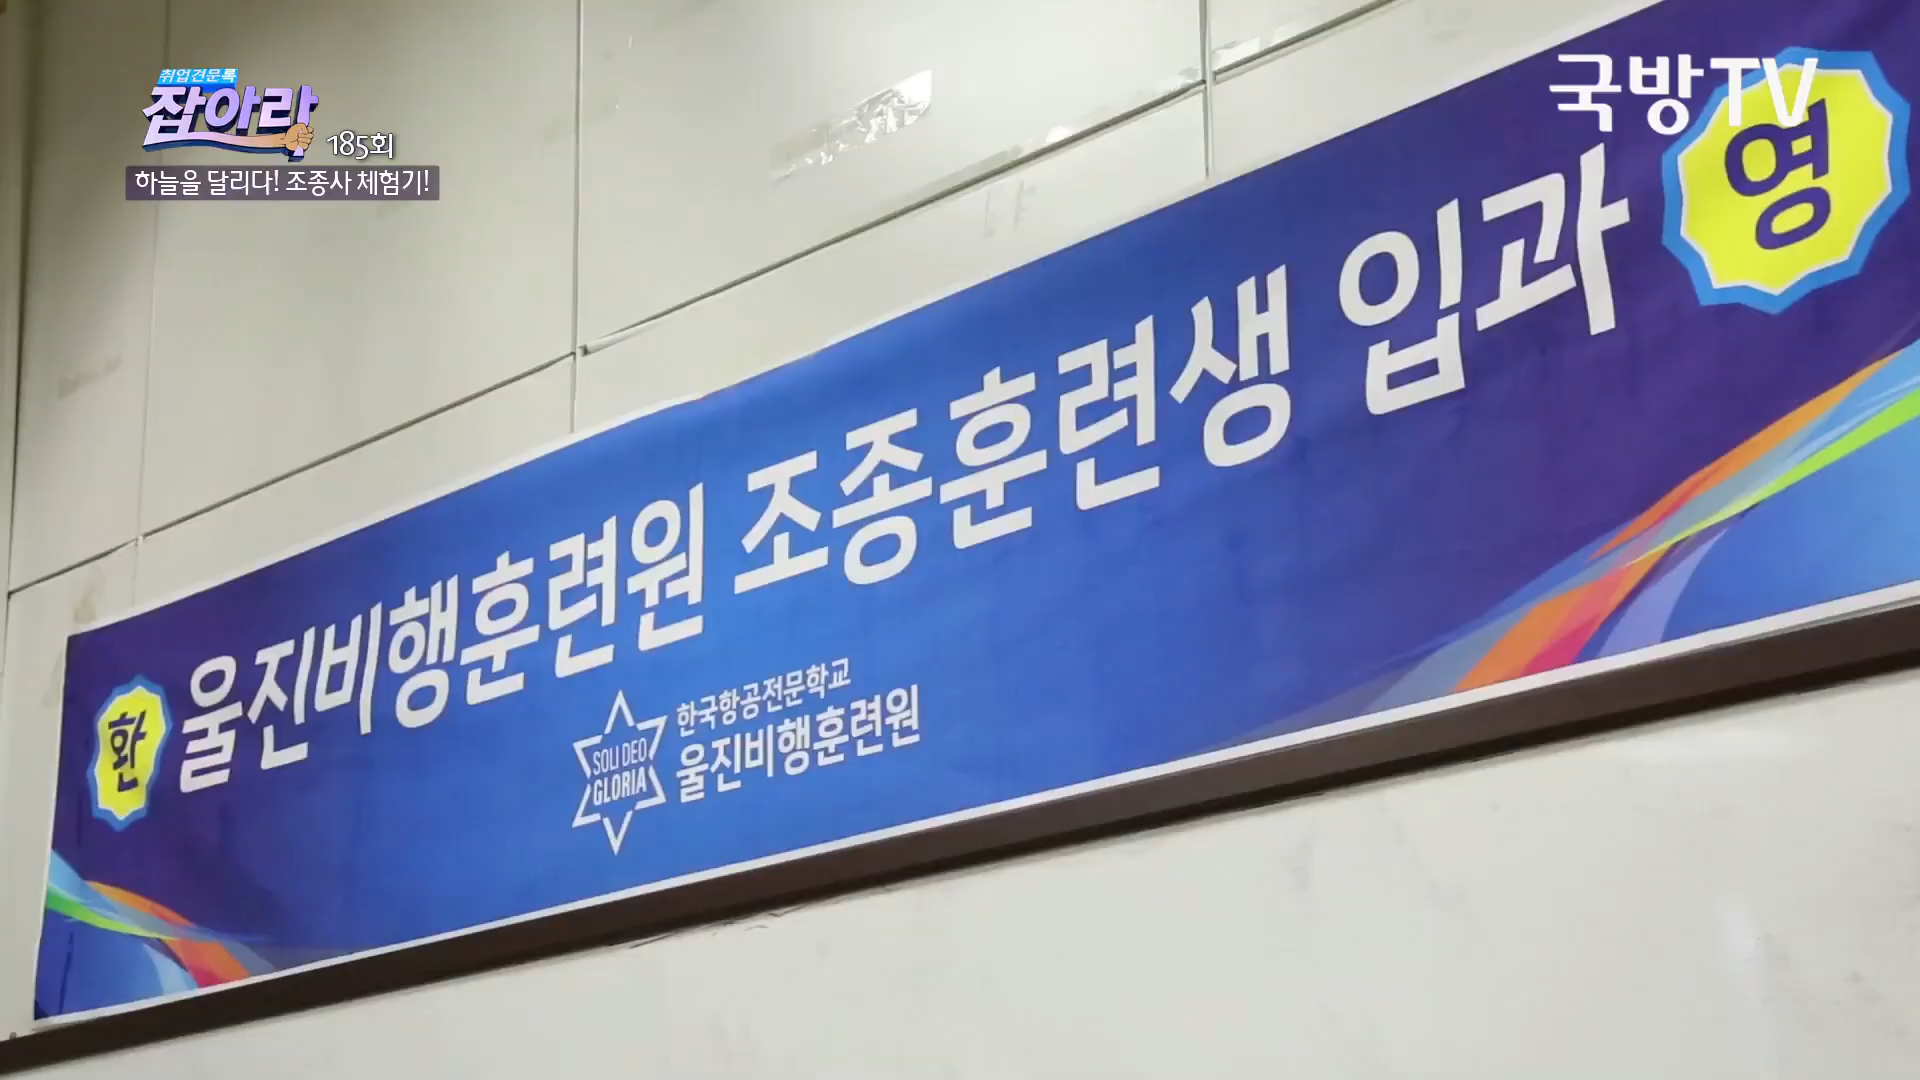 취업견문록
잡아라
185회
하늘을 달리다! 조종사 체험기!
국방TV
환 울진비행훈련원 조종훈련생 입과 영
SOLI DEO
GLORIA
한국항공전문학교
울진비행훈련원